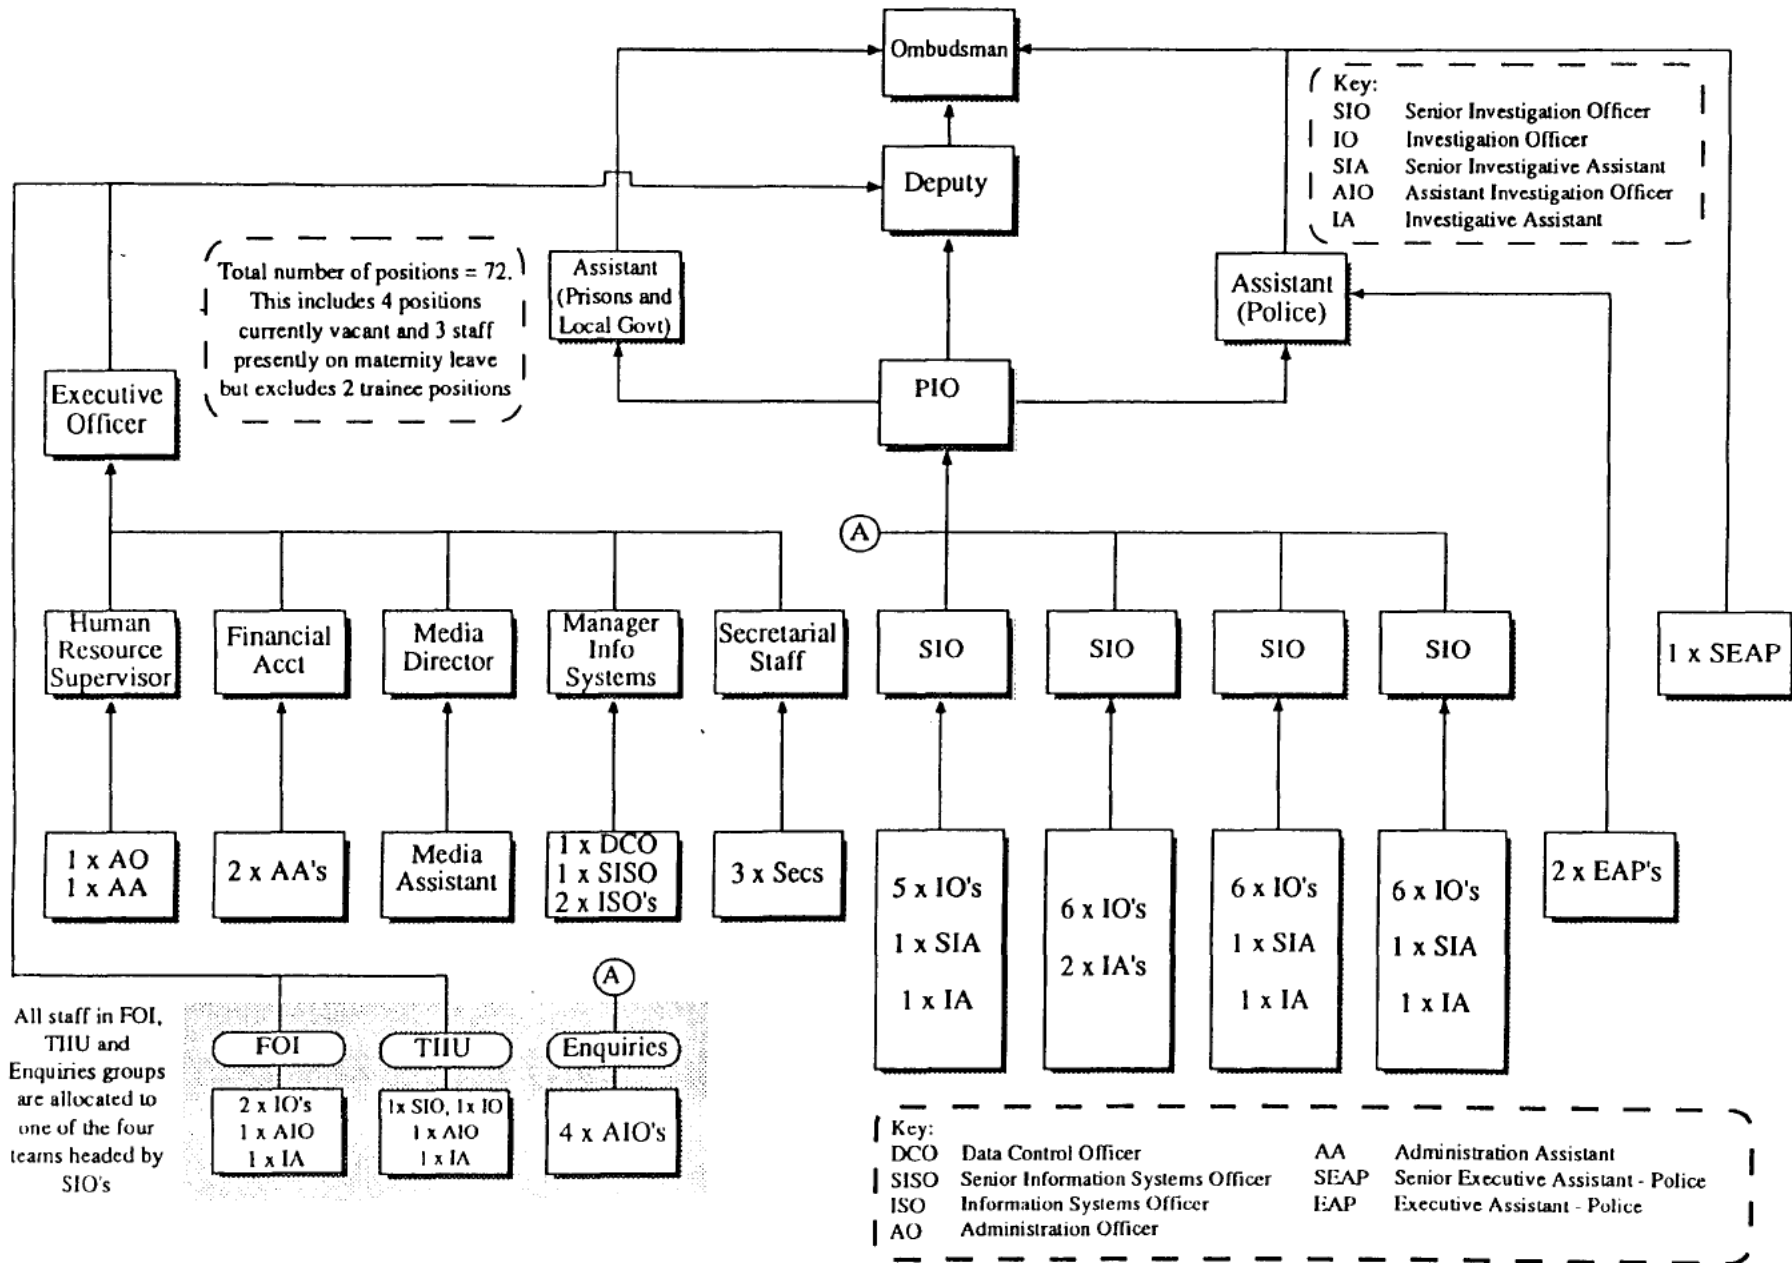 Ombudsman
Key:
SIO Senior Investigation Officer
IO Investigation Officer
SIA Senior Investigative Assistant
AIO Assistant Investigation Officer
IA Investigative Assistant
Deputy
Total number of positions = 72.
This includes 4 positions
currently vacant and 3 staff
presently on maternity leave
but excludes 2 trainee positions
Assistant
(Prisons and
Local Govt)
Assistant
(Police)
Executive
Officer
PIO
A
Human
Resource
Supervisor
Financial
Acct
Media
Director
Manager
Info
Systems
Secretarial
Staff
SIO
SIO
SIO
SIO
1 x SEAP
1 x AO
1 x AA
2 x AA's
Media
Assistant
1 x DCO
1 x SISO
2 x ISO's
3 x Secs
5 x IO's
1 x SIA
1 x IA
6 x IO's
2 x IA's
6 x IO's
1 x SIA
1 x IA
6 x IO's
1 x SIA
1 x IA
2 x EAP's
A
All staff in FOI,
TIIU and
Enquiries groups
are allocated to
one of the four
teams headed by
SIO's
FOI
2 x IO's
1 x AIO
1 x IA
TIIU
1x SIO, 1x IO
1 x AIO
1 x IA
Enquiries
4 x AIO's
Key:
DCO Data Control Officer
SISO Senior Information Systems Officer
ISO Information Systems Officer
AO Administration Officer
AA Administration Assistant
SEAP Senior Executive Assistant - Police
EAP Executive Assistant - Police